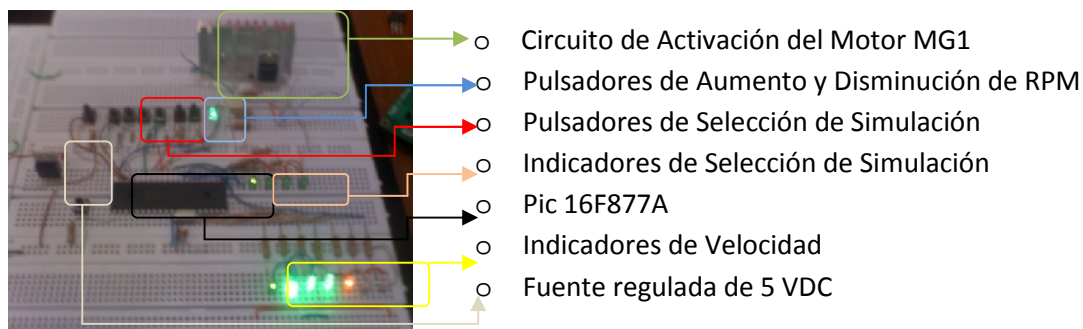 o Circuito de Activación del Motor MG1
o Pulsadores de Aumento y Disminución de RPM
o Pulsadores de Selección de Simulación
o Indicadores de Selección de Simulación
o Pic 16F877A
o Indicadores de Velocidad
o Fuente regulada de 5 VDC